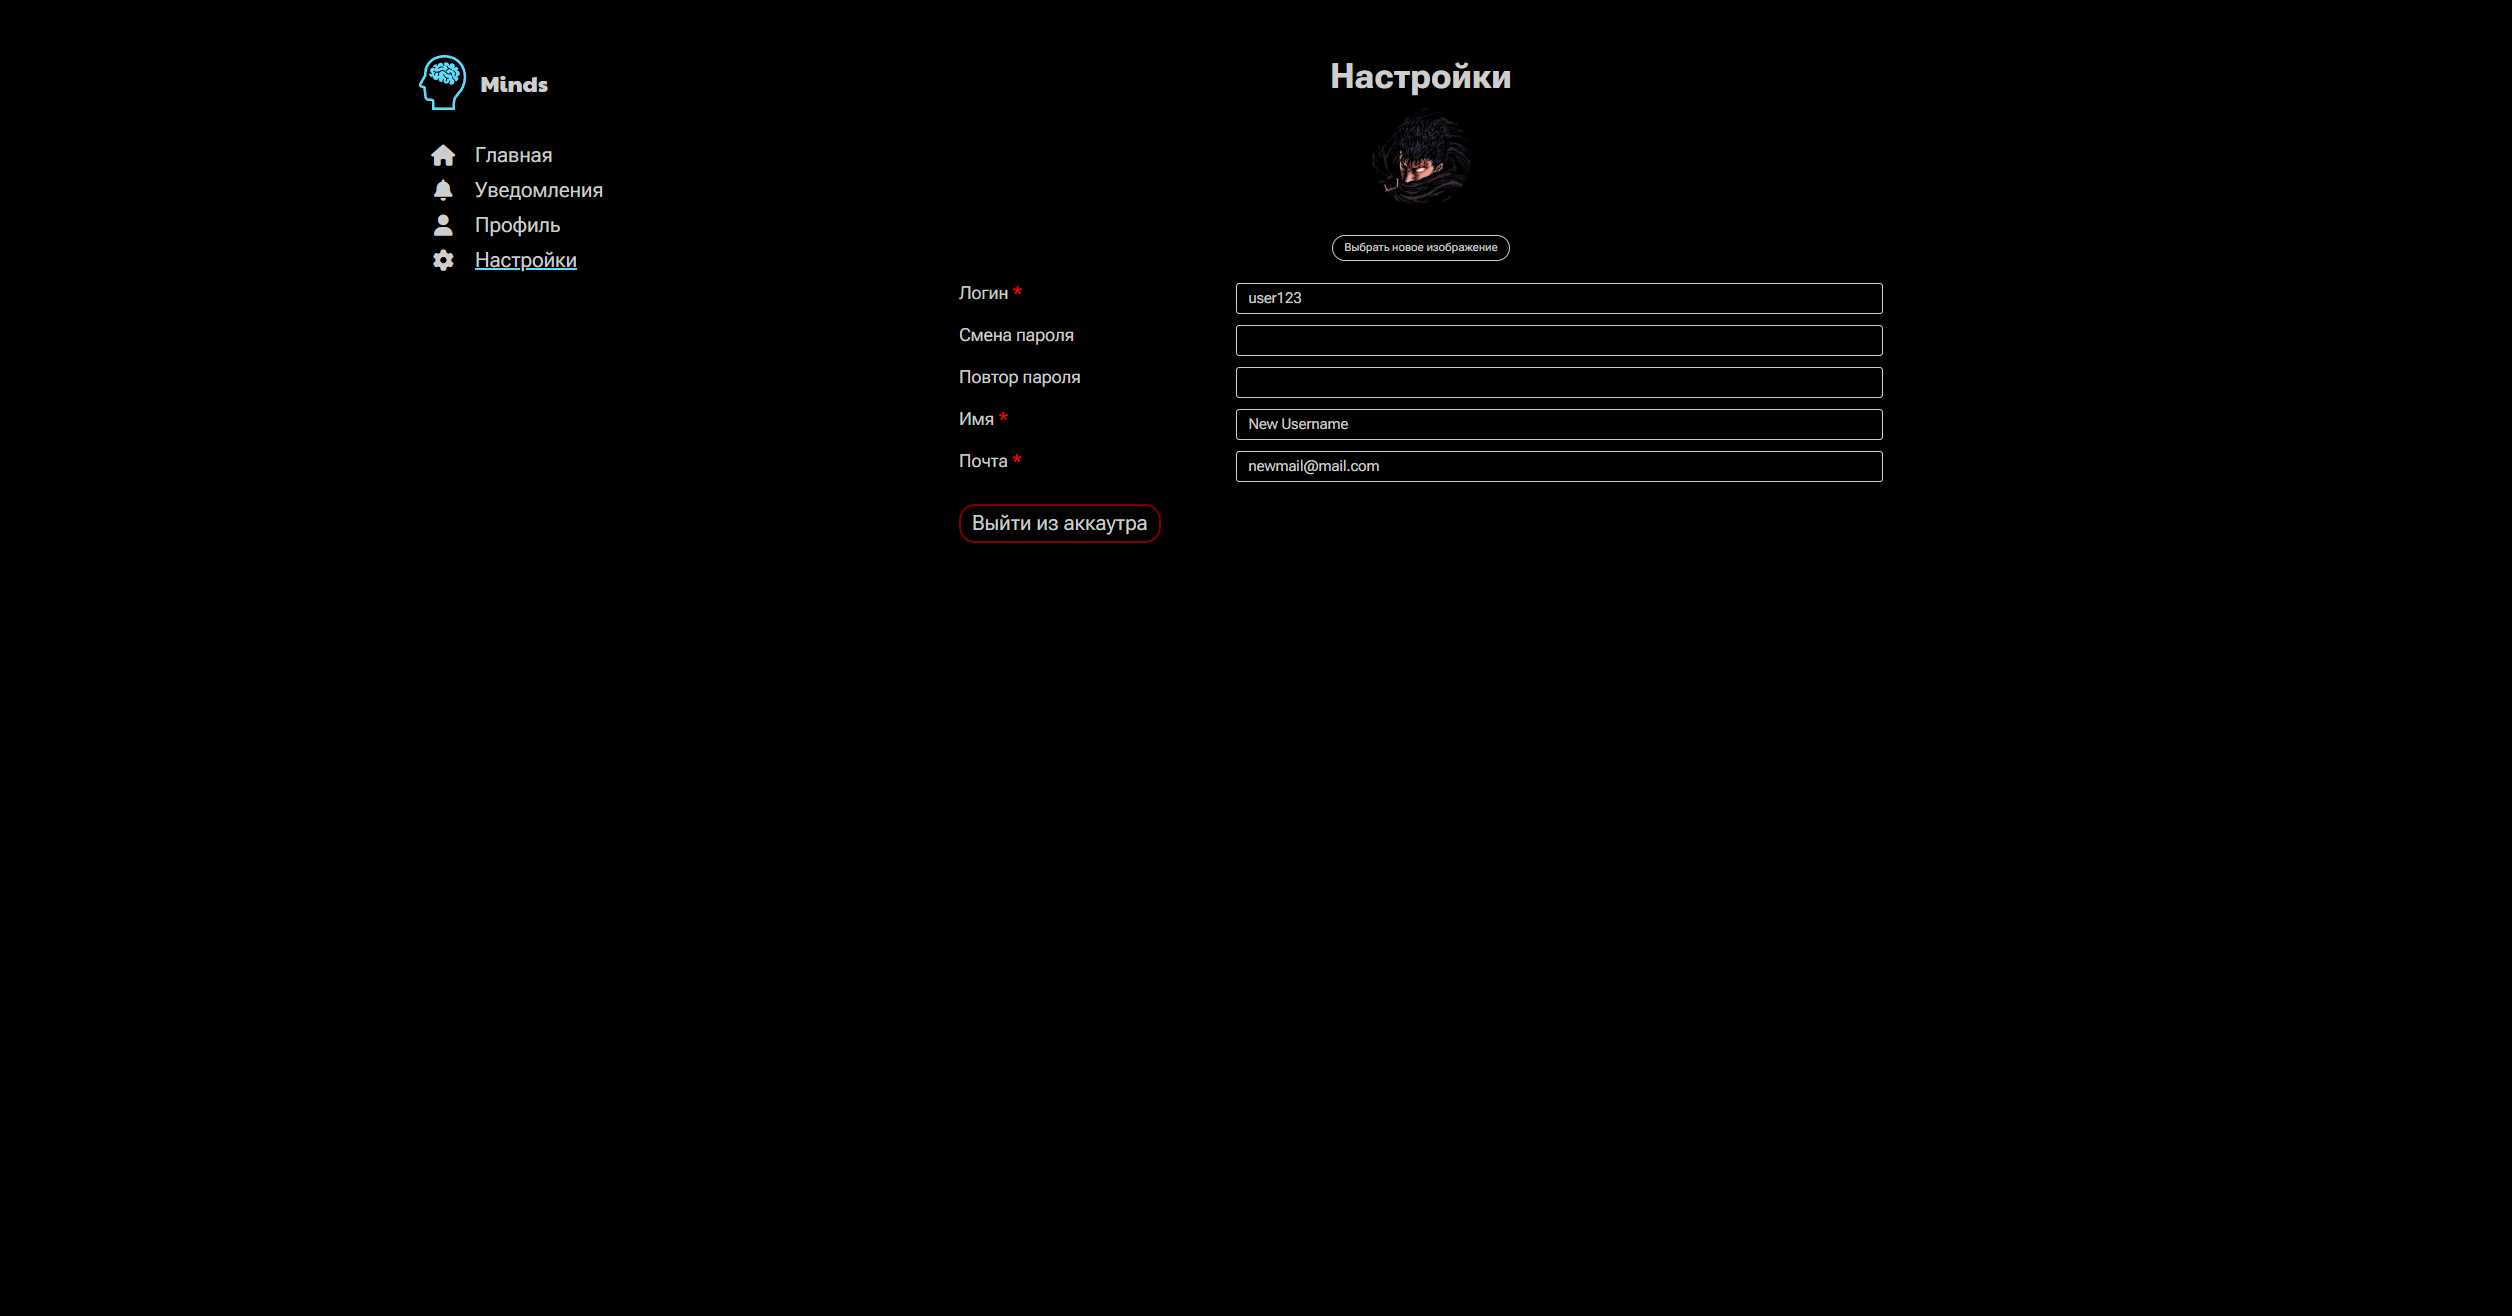 Minds
Главная
Уведомления
Профиль
Настройки
Настройки
Выбрать новое изображение
Логин * user123
Смена пароля
Повтор пароля
Имя * New Username
Почта * newmail@mail.com
Выйти из аккаутра